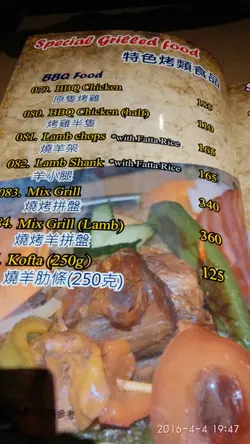 Special Grilled food
特色烤類食品
BBQ Food
079. BBQ Chicken 185
原隻烤雞
080. BBQ Chicken (half) 110
烤雞半隻
081. Lamb chops *with Fatta Rice 165
燒羊架
082. Lamb Shank *with Fatta Rice 165
羊小腿
083. Mix Grill 340
燒烤拼盤
84. Mix Grill (Lamb) 360
燒烤羊拼盤
Kofta (250g) 125
燒羊肋條(250克)
參考
2016-4-4 19:47